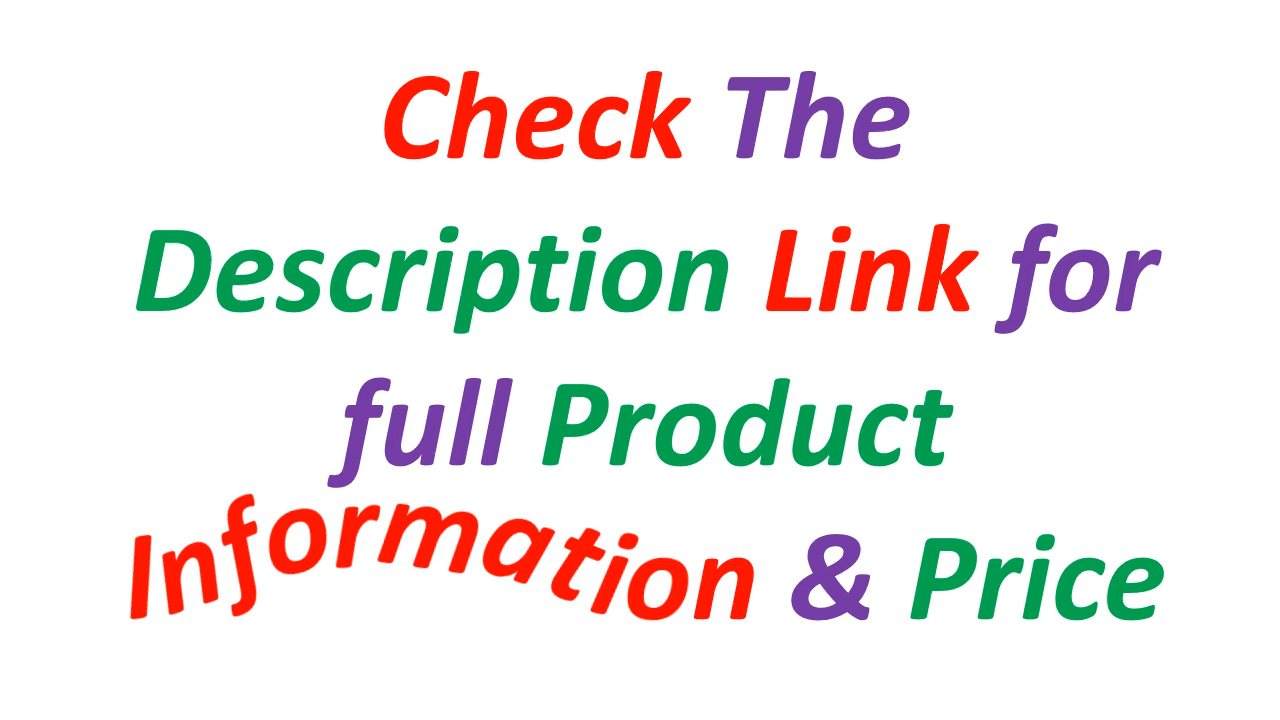 Check The
Description Link for
full Product
Information & Price